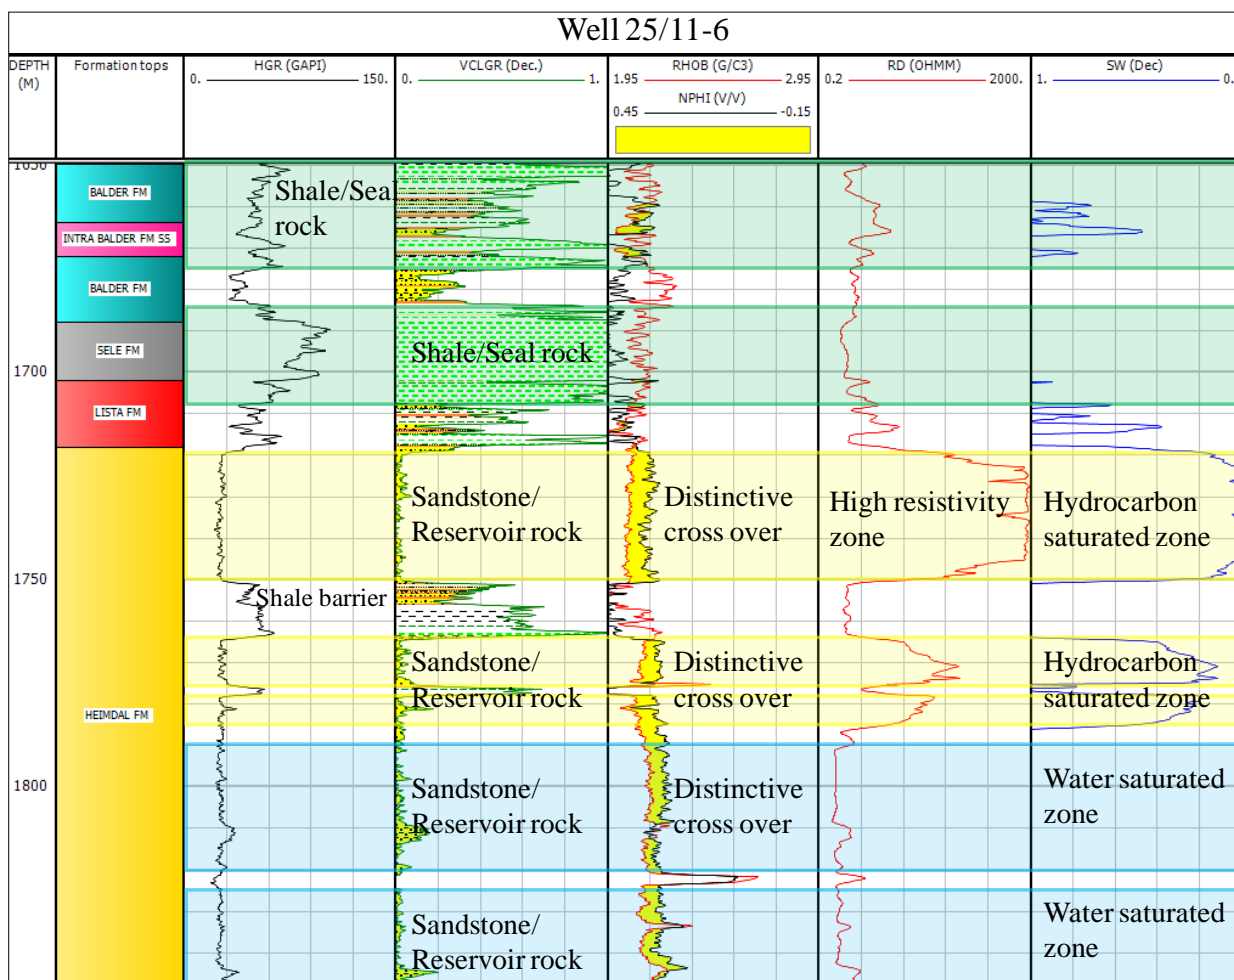 Well 25/11-6
DEPTH
(M)
Formation tops
HGR (GAPI)
0. 150.
VCLGR (Dec.)
0. 1.
RHOB (G/C3)
1.95 2.95
NPHI (V/V)
0.45 -0.15
RD (OHMM)
0.2 2000.
SW (Dec)
1. 0.
1650
BALDER FM
Shale/Seal
rock
INTRA BALDER FM SS
BALDER FM
SELE FM
Shale/Seal rock
1700
LISTA FM
Sandstone/
Reservoir rock
Distinctive
cross over
High resistivity
zone
Hydrocarbon
saturated zone
1750
Shale barrier
Sandstone/
Reservoir rock
Distinctive
cross over
Hydrocarbon
saturated zone
HEIMDAL FM
1800
Sandstone/
Reservoir rock
Distinctive
cross over
Water saturated
zone
Sandstone/
Reservoir rock
Water saturated
zone